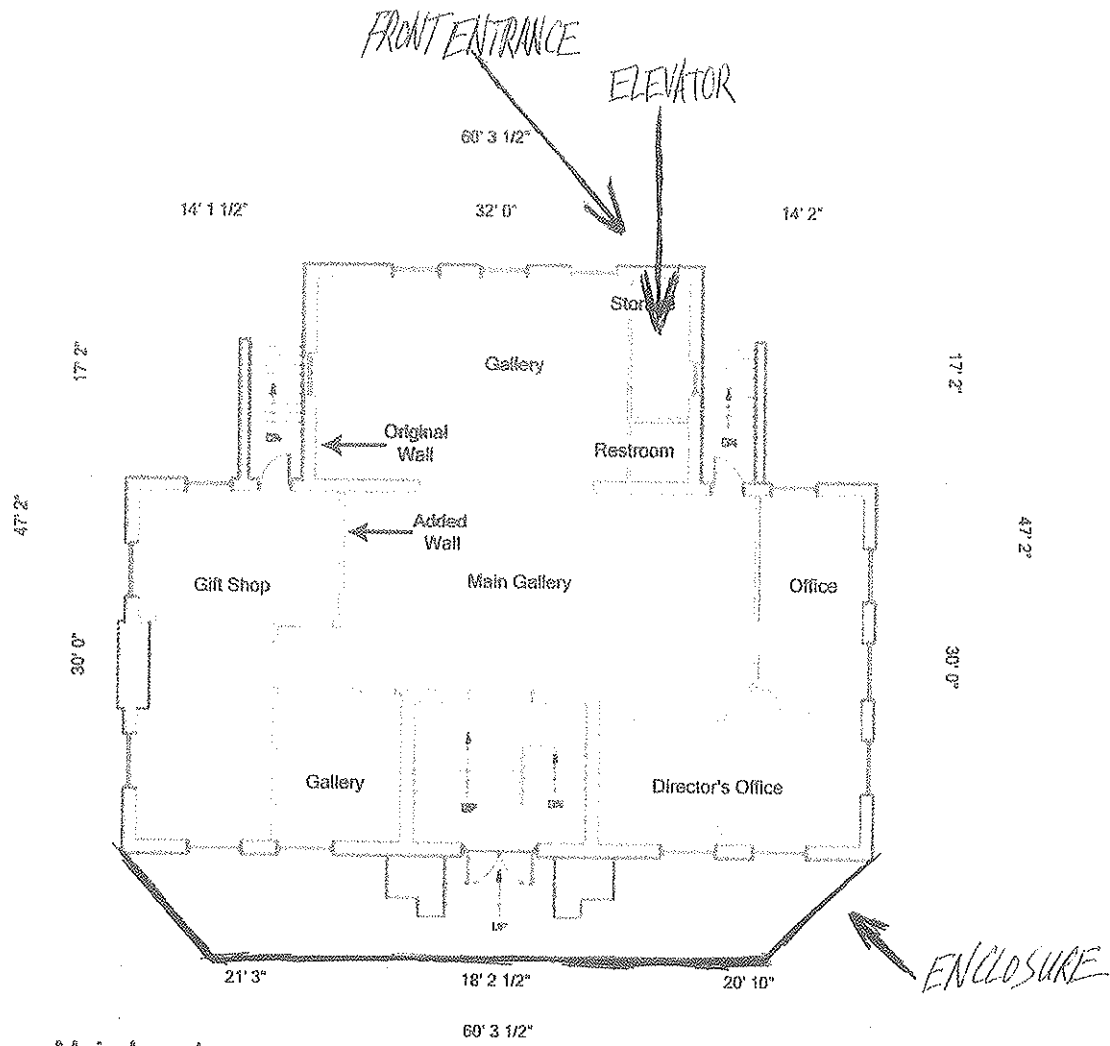 FRONT ENTRANCE
ELEVATOR
60' 3 1/2"
14' 1 1/2"
32' 0"
14' 2"
17' 2"
Gallery
17' 2"
Original
Wall
Restroom
47' 2"
Added
Wall
47' 2"
Gift Shop
Main Gallery
Office
30' 0"
30' 0"
Gallery
UP
DN
Director's Office
21' 3"
18' 2 1/2"
20' 10"
ENCLOSURE
60' 3 1/2"